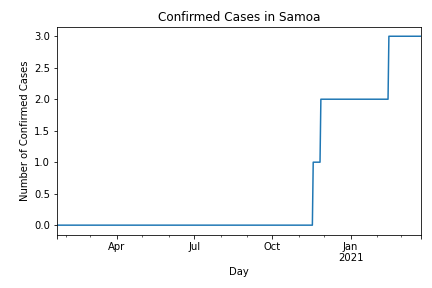 Confirmed Cases in Samoa
3.0
2.5
2.0
1.5
1.0
0.5
0.0
Number of Confirmed Cases
Apr
Jul
Oct
Jan
2021
Day